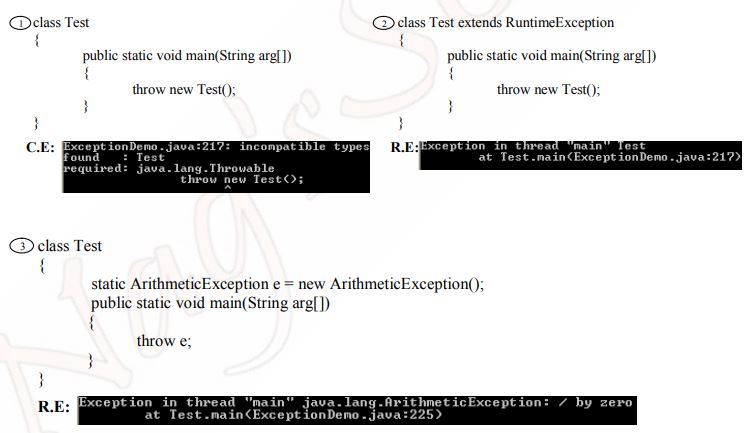 1 class Test
{
public static void main(String arg[])
{
throw new Test();
}
}
C.E: ExceptionDemo.java:217: incompatible types
found : Test
required: java.lang.Throwable
throw new Test();
^
2 class Test extends RuntimeException
{
public static void main(String arg[])
{
throw new Test();
}
}
R.E: Exception in thread "main" Test
at Test.main(ExceptionDemo.java:217)
3 class Test
{
static ArithmeticException e = new ArithmeticException();
public static void main(String arg[])
{
throw e;
}
}
R.E: Exception in thread "main" java.lang.ArithmeticException: / by zero
at Test.main(ExceptionDemo.java:225)
Nag's